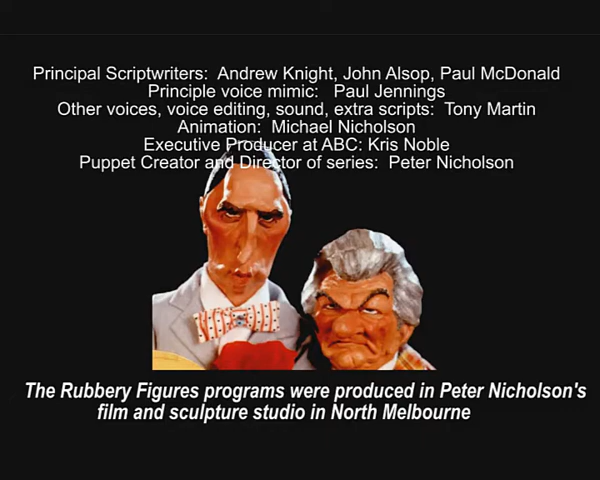 Principal Scriptwriters: Andrew Knight, John Alsop, Paul McDonald
Principle voice mimic: Paul Jennings
Other voices, voice editing, sound, extra scripts: Tony Martin
Animation: Michael Nicholson
Executive Producer at ABC: Kris Noble
Puppet Creator and Director of series: Peter Nicholson
The Rubbery Figures programs were produced in Peter Nicholson's
film and sculpture studio in North Melbourne